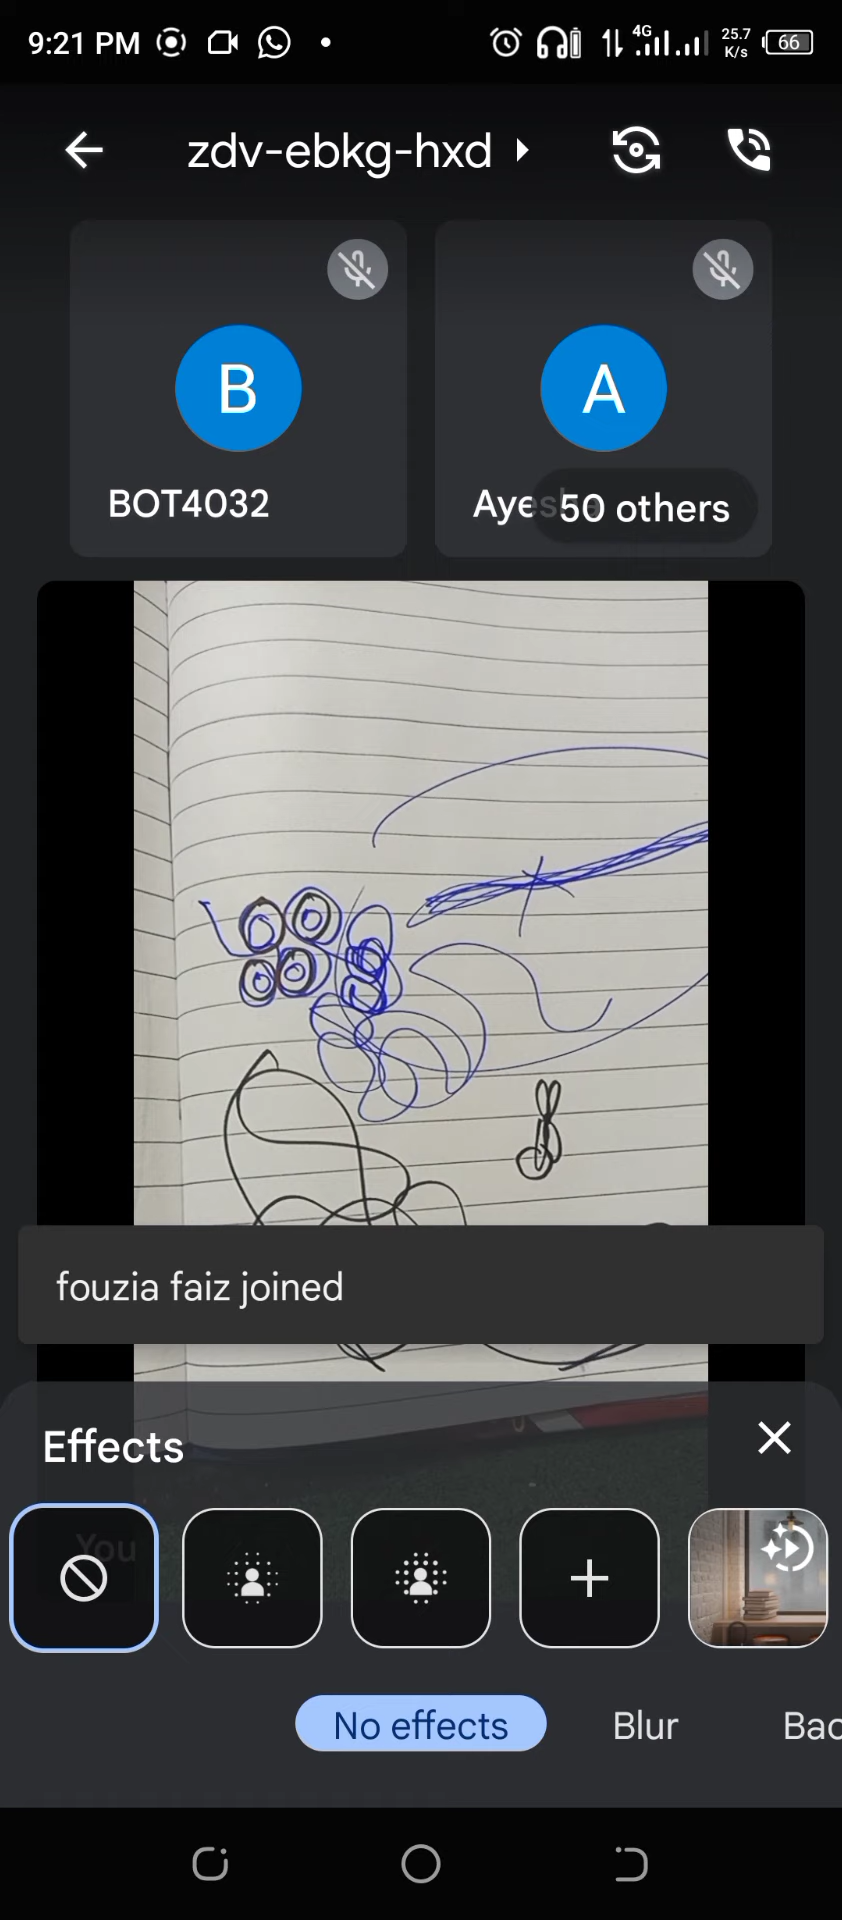 9:21 PM
4G 25.7 K/s 66
zdv-ebkg-hxd
B
A
BOT4032
50 others
fouzia faiz joined
Effects
You
No effects Blur